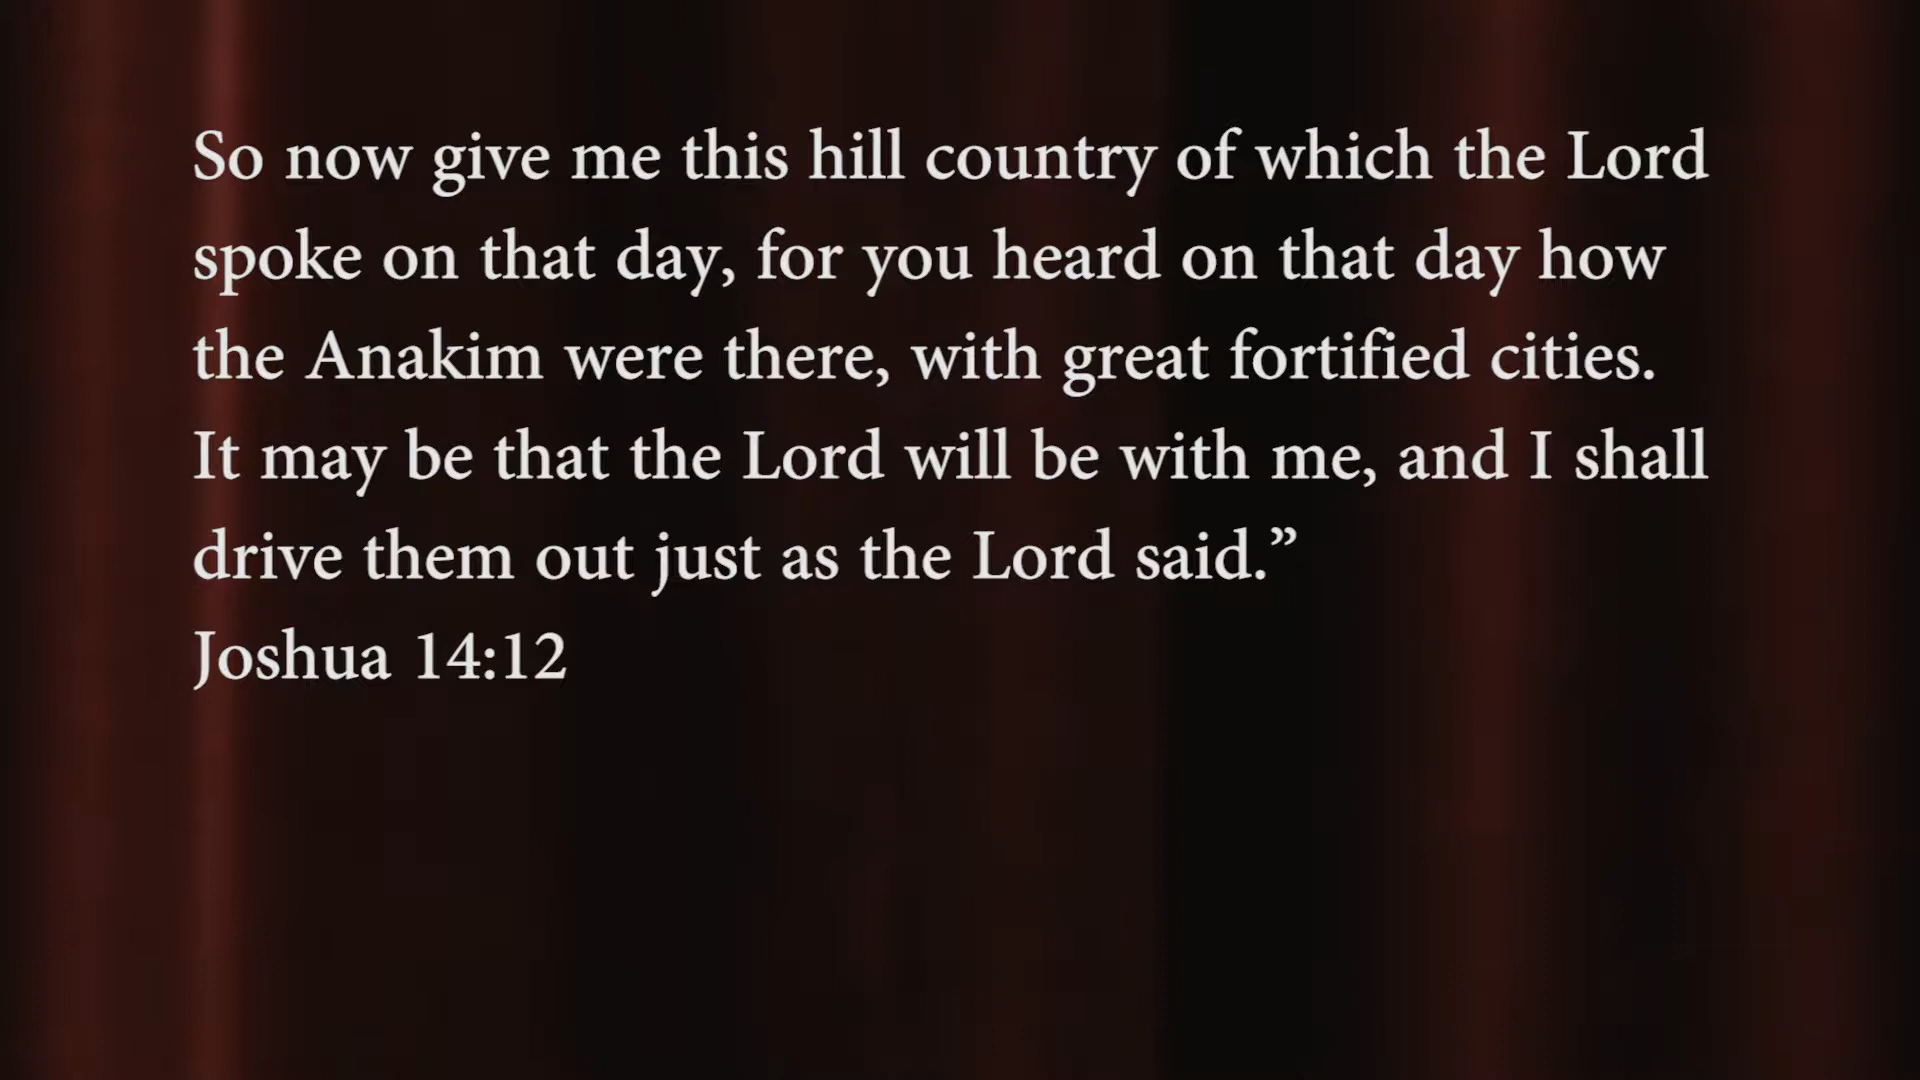 So now give me this hill country of which the Lord
spoke on that day, for you heard on that day how
the Anakim were there, with great fortified cities.
It may be that the Lord will be with me, and I shall
drive them out just as the Lord said.”
Joshua 14:12